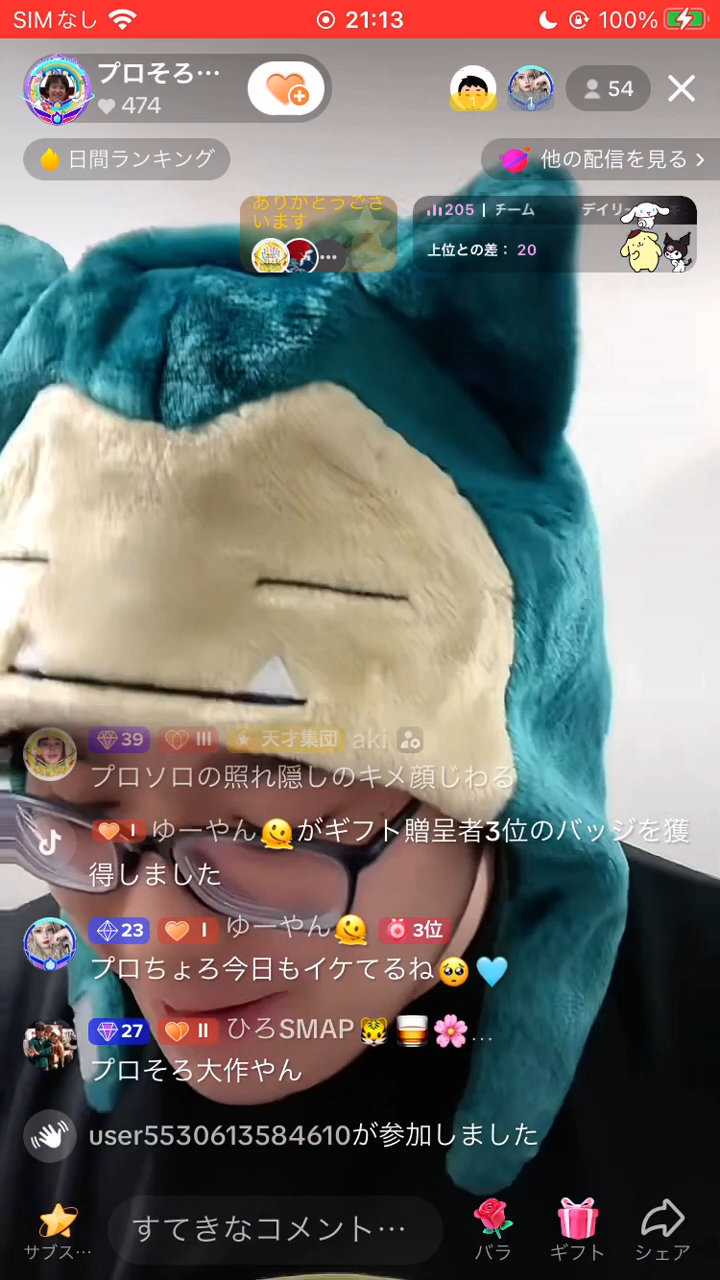 SIMなし 21:13 100%
プロそろ…
474
1
1
54
日間ランキング
他の配信を見る
ありがとうござ
います
205 | チーム
デイリー
上位との差： 20
39 III 天才集団 aki
プロソロの照れ隠しのキメ顔じわる
I ゆーやん🫠がギフト贈呈者3位のバッジを獲
得しました
23 I ゆーやん🫠 3位
プロちょろ今日もイケてるね🥺🩵
27 II ひろSMAP🐯🥃🌸…
プロそろ大作やん
user5530613584610が参加しました
サブス…
すてきなコメント…
バラ
ギフト
シェア